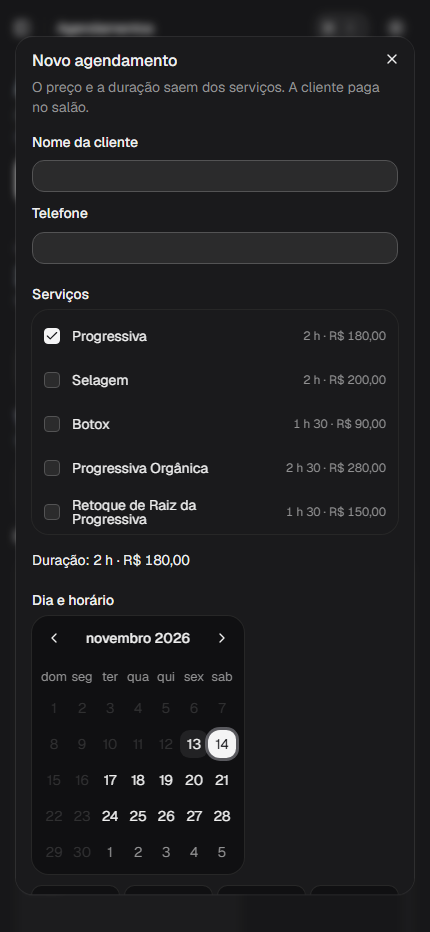 Agendamentos
Novo agendamento
O preço e a duração saem dos serviços. A cliente paga
no salão.
Nome da cliente
Telefone
Serviços
Progressiva 2 h · R$ 180,00
Selagem 2 h · R$ 200,00
Botox 1 h 30 · R$ 90,00
Progressiva Orgânica 2 h 30 · R$ 280,00
Retoque de Raiz da
Progressiva 1 h 30 · R$ 150,00
Duração: 2 h · R$ 180,00
Dia e horário
novembro 2026
dom seg ter qua qui sex sab
1 2 3 4 5 6 7
8 9 10 11 12 13 14
15 16 17 18 19 20 21
22 23 24 25 26 27 28
29 30 1 2 3 4 5